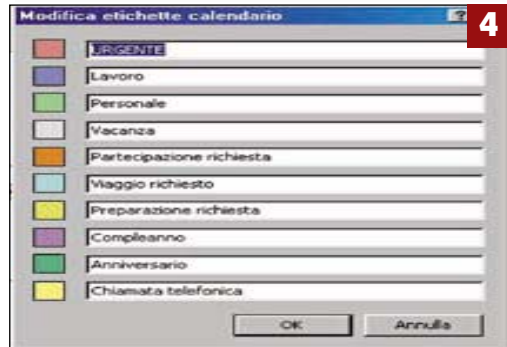 Modifica etichette calendario ?
4
URGENTE
Lavoro
Personale
Vacanza
Partecipazione richiesta
Viaggio richiesto
Preparazione richiesta
Compleanno
Anniversario
Chiamata telefonica
OK Annulla